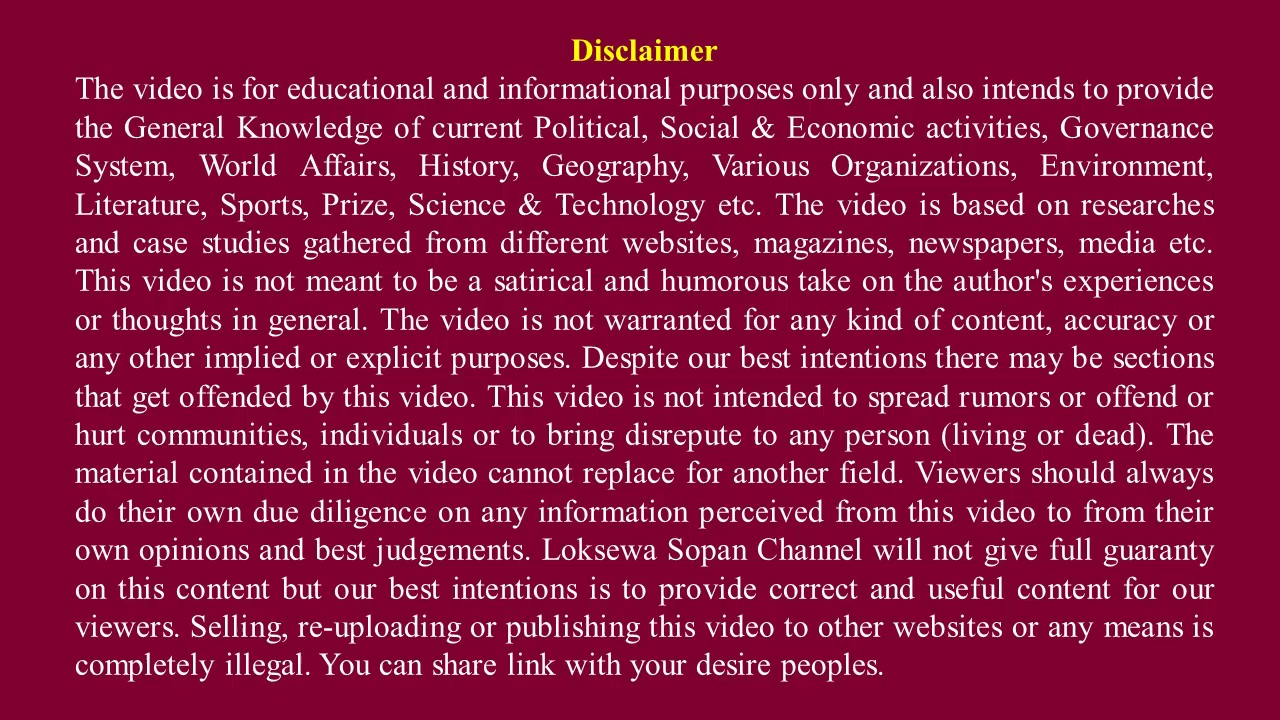 Disclaimer
The video is for educational and informational purposes only and also intends to provide
the General Knowledge of current Political, Social & Economic activities, Governance
System, World Affairs, History, Geography, Various Organizations, Environment,
Literature, Sports, Prize, Science & Technology etc. The video is based on researches
and case studies gathered from different websites, magazines, newspapers, media etc.
This video is not meant to be a satirical and humorous take on the author's experiences
or thoughts in general. The video is not warranted for any kind of content, accuracy or
any other implied or explicit purposes. Despite our best intentions there may be sections
that get offended by this video. This video is not intended to spread rumors or offend or
hurt communities, individuals or to bring disrepute to any person (living or dead). The
material contained in the video cannot replace for another field. Viewers should always
do their own due diligence on any information perceived from this video to from their
own opinions and best judgements. Loksewa Sopan Channel will not give full guaranty
on this content but our best intentions is to provide correct and useful content for our
viewers. Selling, re-uploading or publishing this video to other websites or any means is
completely illegal. You can share link with your desire peoples.